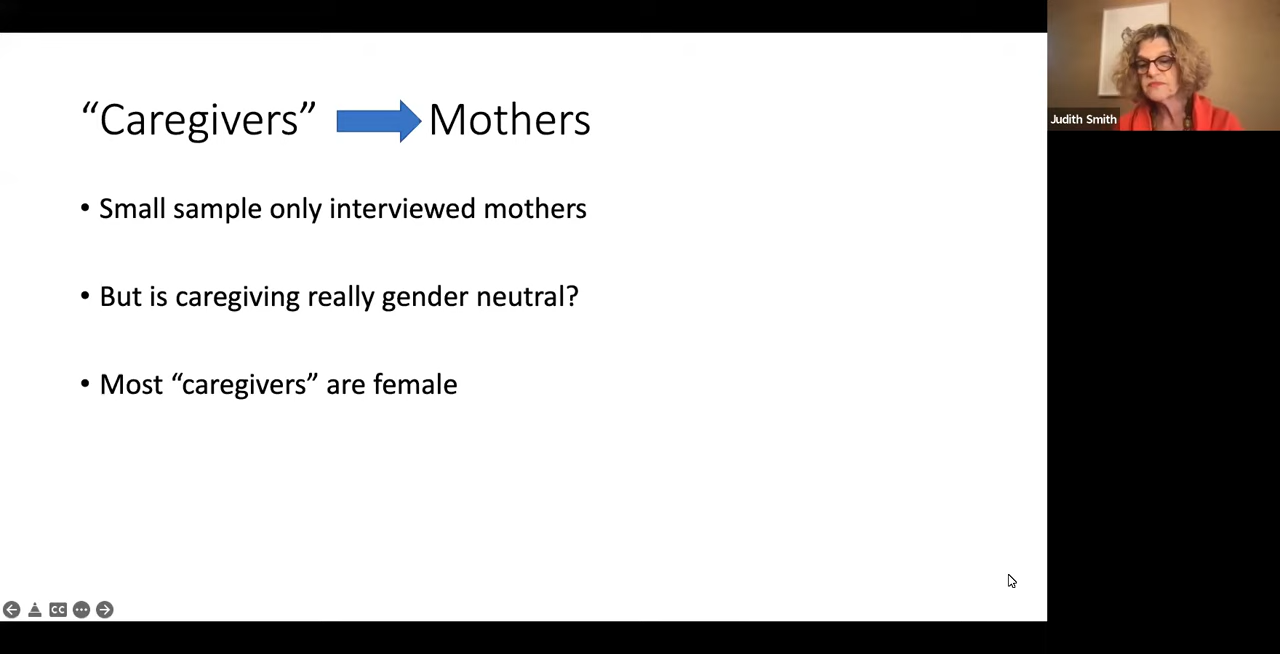 “Caregivers” Mothers
• Small sample only interviewed mothers
• But is caregiving really gender neutral?
• Most “caregivers” are female
Judith Smith
CC